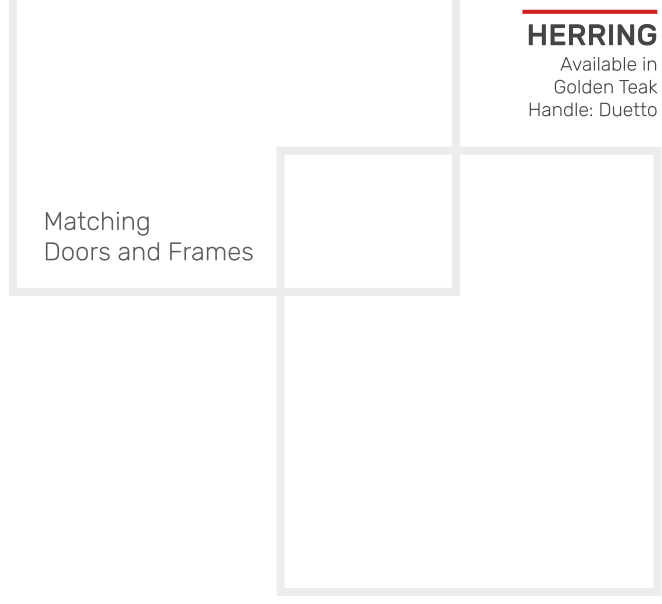 HERRING
Available in
Golden Teak
Handle: Duetto
Matching
Doors and Frames